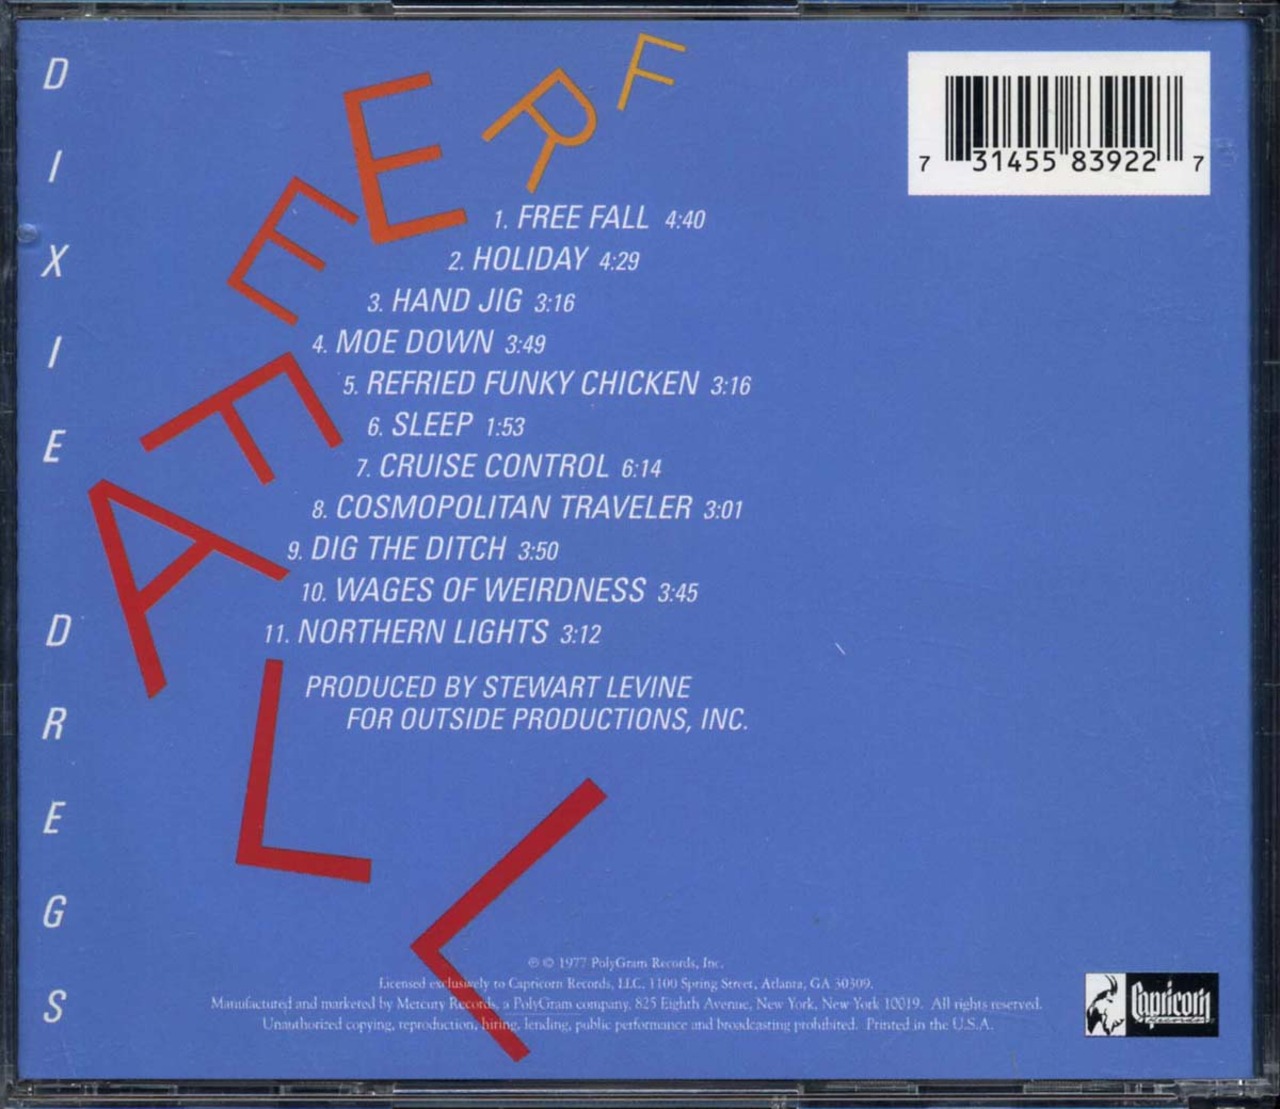 DIXIE DREGS
FREE FALL
7 31455 83922 7
1. FREE FALL 4:40
2. HOLIDAY 4:29
3. HAND JIG 3:16
4. MOE DOWN 3:49
5. REFRIED FUNKY CHICKEN 3:16
6. SLEEP 1:53
7. CRUISE CONTROL 6:14
8. COSMOPOLITAN TRAVELER 3:01
9. DIG THE DITCH 3:50
10. WAGES OF WEIRDNESS 3:45
11. NORTHERN LIGHTS 3:12
PRODUCED BY STEWART LEVINE
FOR OUTSIDE PRODUCTIONS, INC.
℗ © 1977 PolyGram Records, Inc.
Licensed exclusively to Capricorn Records, LLC. 1100 Spring Street, Atlanta, GA 30309.
Manufactured and marketed by Mercury Records, a PolyGram company, 825 Eighth Avenue, New York, New York 10019. All rights reserved.
Unauthorized copying, reproduction, hiring, lending, public performance and broadcasting prohibited. Printed in the U.S.A.
Capricorn
Records